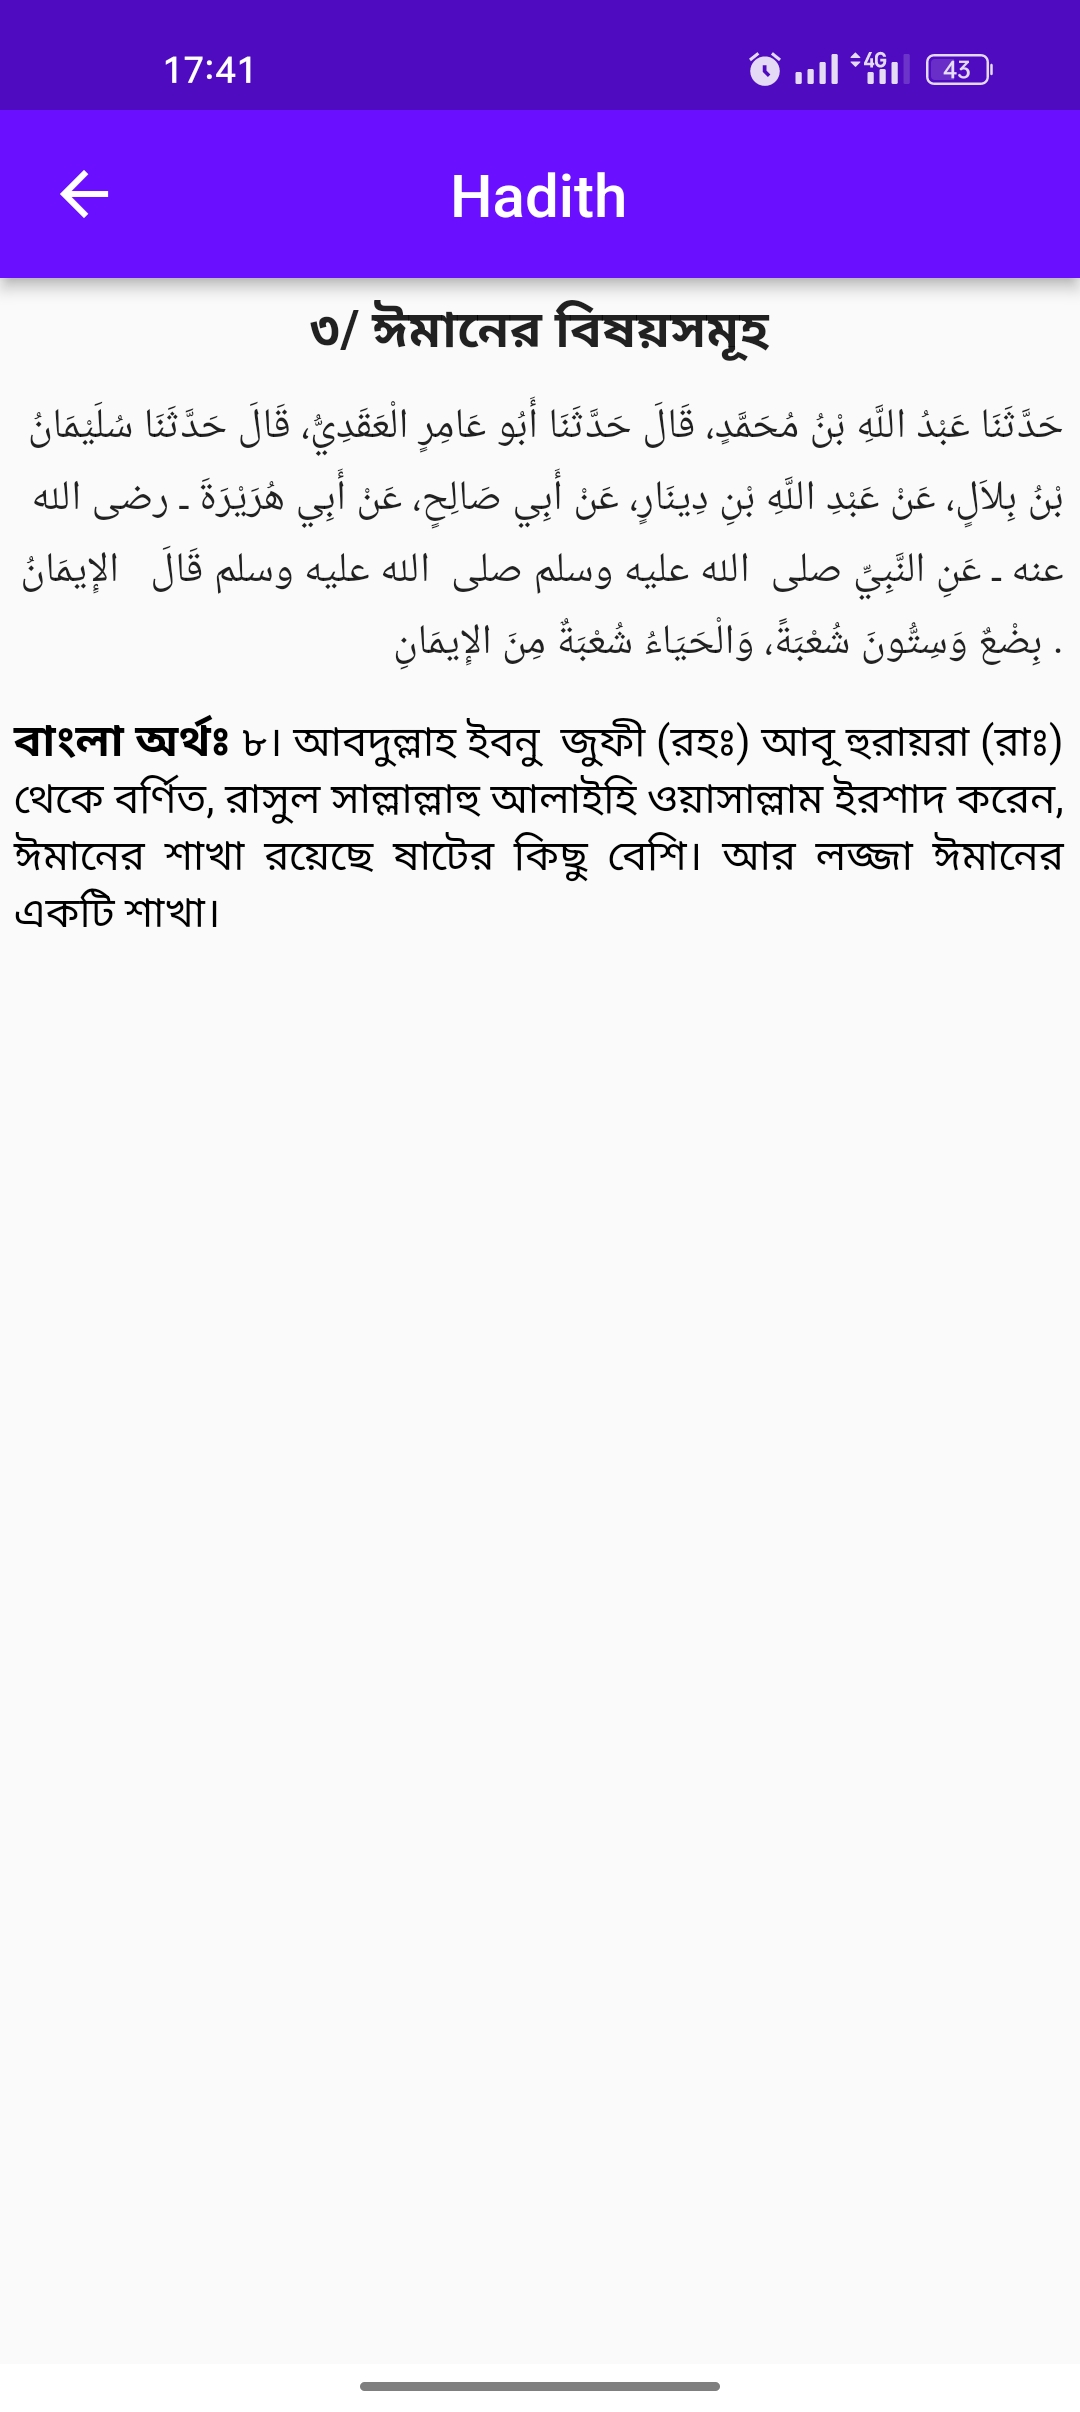 17:41
4G
43
Hadith
৩/ ঈমানের বিষয়সমূহ
حَدَّثَنَا عَبْدُ اللَّهِ بْنُ مُحَمَّدٍ، قَالَ حَدَّثَنَا أَبُو عَامِرٍ الْعَقَدِيُّ، قَالَ حَدَّثَنَا سُلَيْمَانُ
بْنُ بِلاَلٍ، عَنْ عَبْدِ اللَّهِ بْنِ دِينَارٍ، عَنْ أَبِي صَالِحٍ، عَنْ أَبِي هُرَيْرَةَ ـ رضى الله
عنه ـ عَنِ النَّبِيِّ صلى الله عليه وسلم صلى الله عليه وسلم قَالَ الإِيمَانُ
. بِضْعٌ وَسِتُّونَ شُعْبَةً، وَالْحَيَاءُ شُعْبَةٌ مِنَ الإِيمَانِ
বাংলা অর্থঃ ৮। আবদুল্লাহ ইবনু জুফী (রহঃ) আবূ হুরায়রা (রাঃ)
থেকে বর্ণিত, রাসুল সাল্লাল্লাহু আলাইহি ওয়াসাল্লাম ইরশাদ করেন,
ঈমানের শাখা রয়েছে ষাটের কিছু বেশি। আর লজ্জা ঈমানের
একটি শাখা।